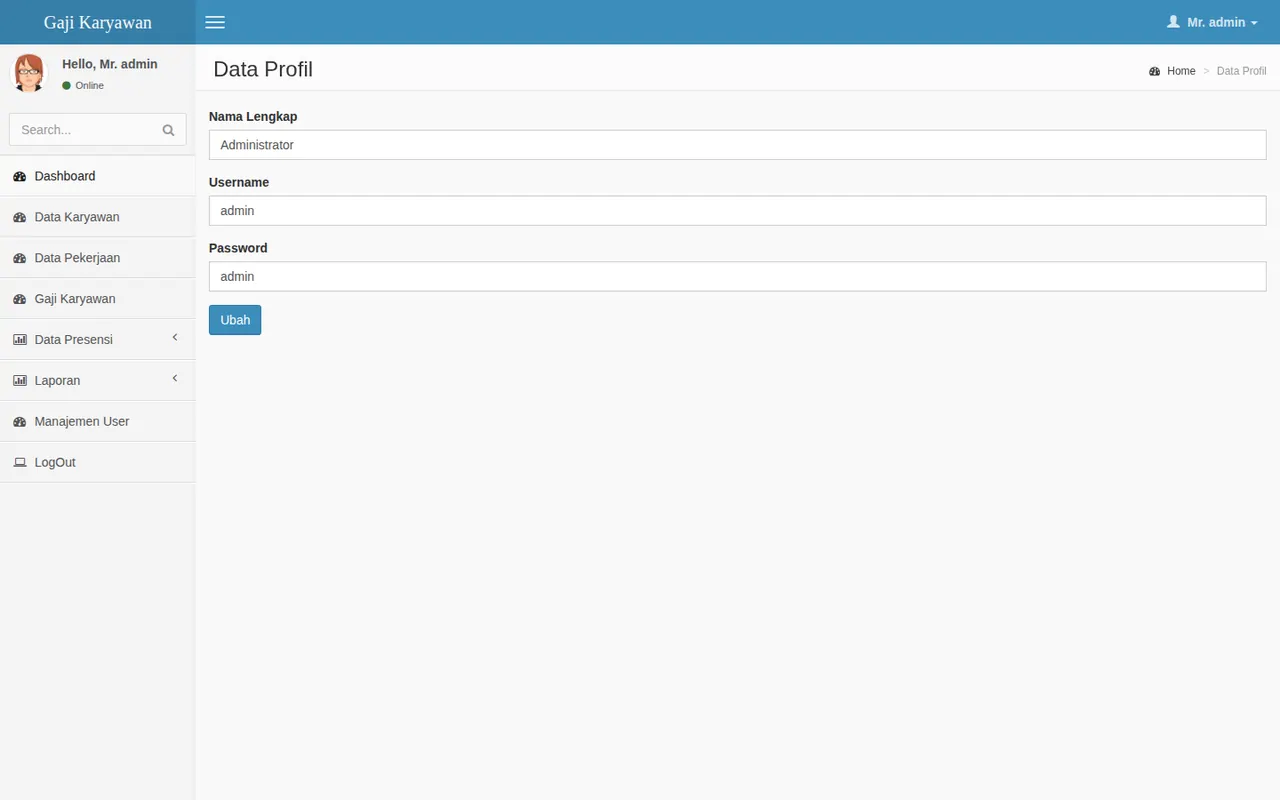 Gaji Karyawan
Mr. admin
Hello, Mr. admin
Online
Search...
Dashboard
Data Karyawan
Data Pekerjaan
Gaji Karyawan
Data Presensi
Laporan
Manajemen User
LogOut
Data Profil
Home > Data Profil
Nama Lengkap
Administrator
Username
admin
Password
admin
Ubah